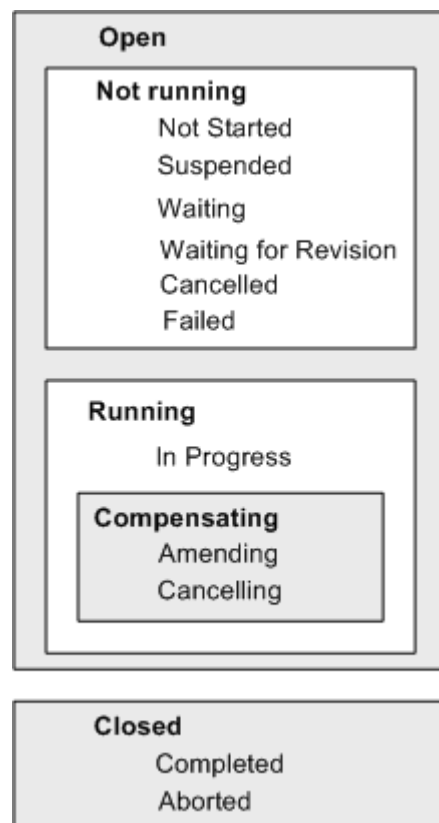 Open
Not running
Not Started
Suspended
Waiting
Waiting for Revision
Cancelled
Failed
Running
In Progress
Compensating
Amending
Cancelling
Closed
Completed
Aborted